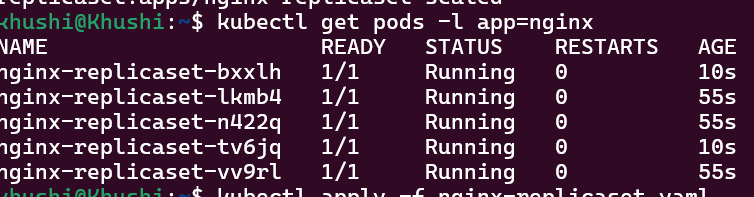 replicaset.apps/nginx-replicaset scaled
khushi@Khushi:~$ kubectl get pods -l app=nginx
NAME                     READY   STATUS    RESTARTS   AGE
nginx-replicaset-bxxlh   1/1     Running   0          10s
nginx-replicaset-lkmb4   1/1     Running   0          55s
nginx-replicaset-n422q   1/1     Running   0          55s
nginx-replicaset-tv6jq   1/1     Running   0          10s
nginx-replicaset-vv9rl   1/1     Running   0          55s
khushi@Khushi:~$ kubectl apply -f nginx-replicaset.yaml